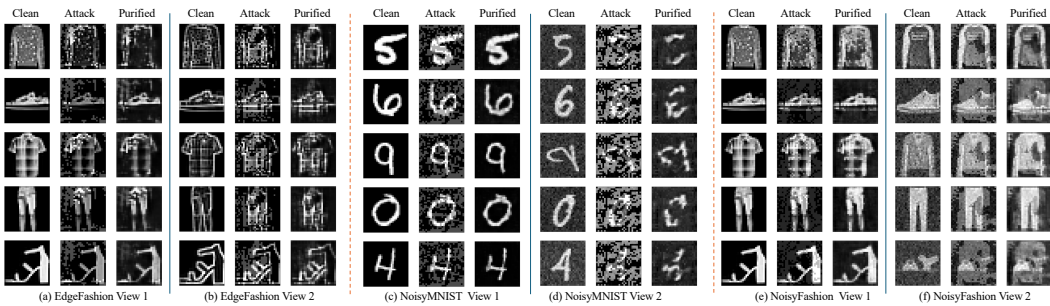 Clean Attack Purified Clean Attack Purified Clean Attack Purified Clean Attack Purified Clean Attack Purified Clean Attack Purified
(a) EdgeFashion View 1 (b) EdgeFashion View 2 (c) NoisyMNIST View 1 (d) NoisyMNIST View 2 (e) NoisyFashion View 1 (f) NoisyFashion View 2